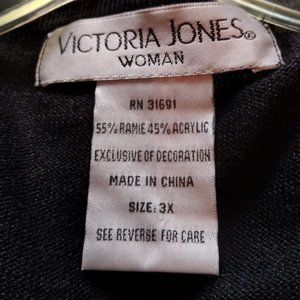 VICTORIA JONES®
WOMAN
RN 31691
55% RAMIE 45% ACRYLIC
EXCLUSIVE OF DECORATION
MADE IN CHINA
SIZE: 3X
SEE REVERSE FOR CARE